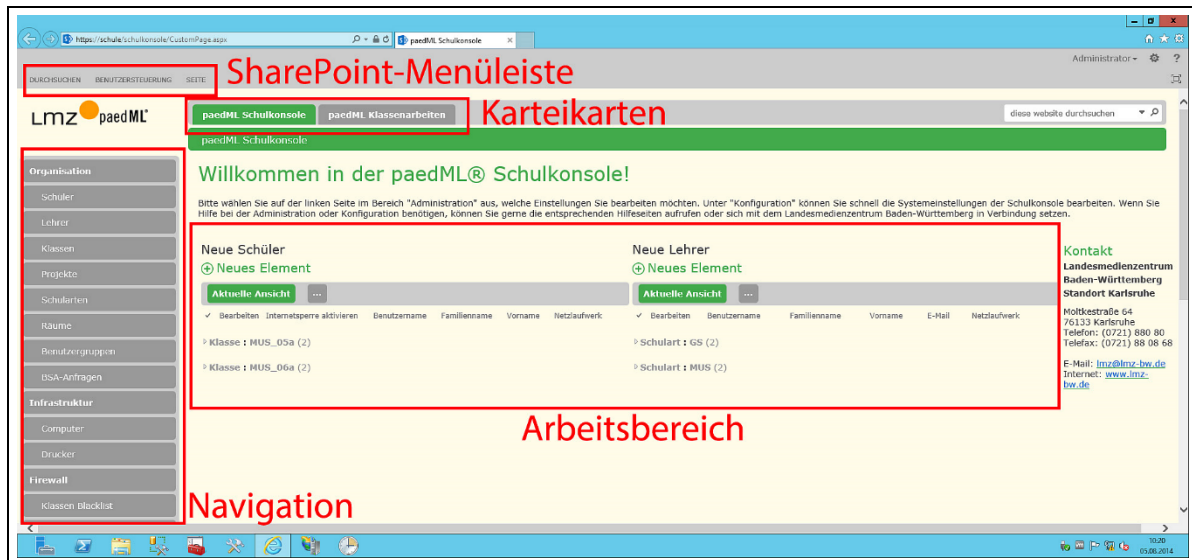 https://schule/schulkonsole/CustomPage.aspx
paedML Schulkonsole
Administrator
?
DURCHSUCHEN BENUTZERSTEUERUNG SEITE
SharePoint-Menüleiste
LMZ paedML®
paedML Schulkonsole paedML Klassenarbeiten
Karteikarten
diese website durchsuchen
paedML Schulkonsole
Organisation
Schüler
Lehrer
Klassen
Projekte
Schularten
Räume
Benutzergruppen
BSA-Anfragen
Infrastruktur
Computer
Drucker
Firewall
Klassen Blacklist
Navigation
Willkommen in der paedML® Schulkonsole!
Bitte wählen Sie auf der linken Seite im Bereich "Administration" aus, welche Einstellungen Sie bearbeiten möchten. Unter "Konfiguration" können Sie schnell die Systemeinstellungen der Schulkonsole bearbeiten. Wenn Sie
Hilfe bei der Administration oder Konfiguration benötigen, können Sie gerne die entsprechenden Hilfeseiten aufrufen oder sich mit dem Landesmedienzentrum Baden-Württemberg in Verbindung setzen.
Neue Schüler
Neues Element
Aktuelle Ansicht ...
Bearbeiten Internetsperre aktivieren Benutzername Familienname Vorname Netzlaufwerk
Klasse : MUS_05a (2)
Klasse : MUS_06a (2)
Neue Lehrer
Neues Element
Aktuelle Ansicht ...
Bearbeiten Benutzername Familienname Vorname E-Mail Netzlaufwerk
Schulart : GS (2)
Schulart : MUS (2)
Arbeitsbereich
Kontakt
Landesmedienzentrum
Baden-Württemberg
Standort Karlsruhe
Moltkestraße 64
76133 Karlsruhe
Telefon: (0721) 880 80
Telefax: (0721) 88 08 68
E-Mail: lmz@lmz-bw.de
Internet: www.lmz-
bw.de
10:20
05.08.2014